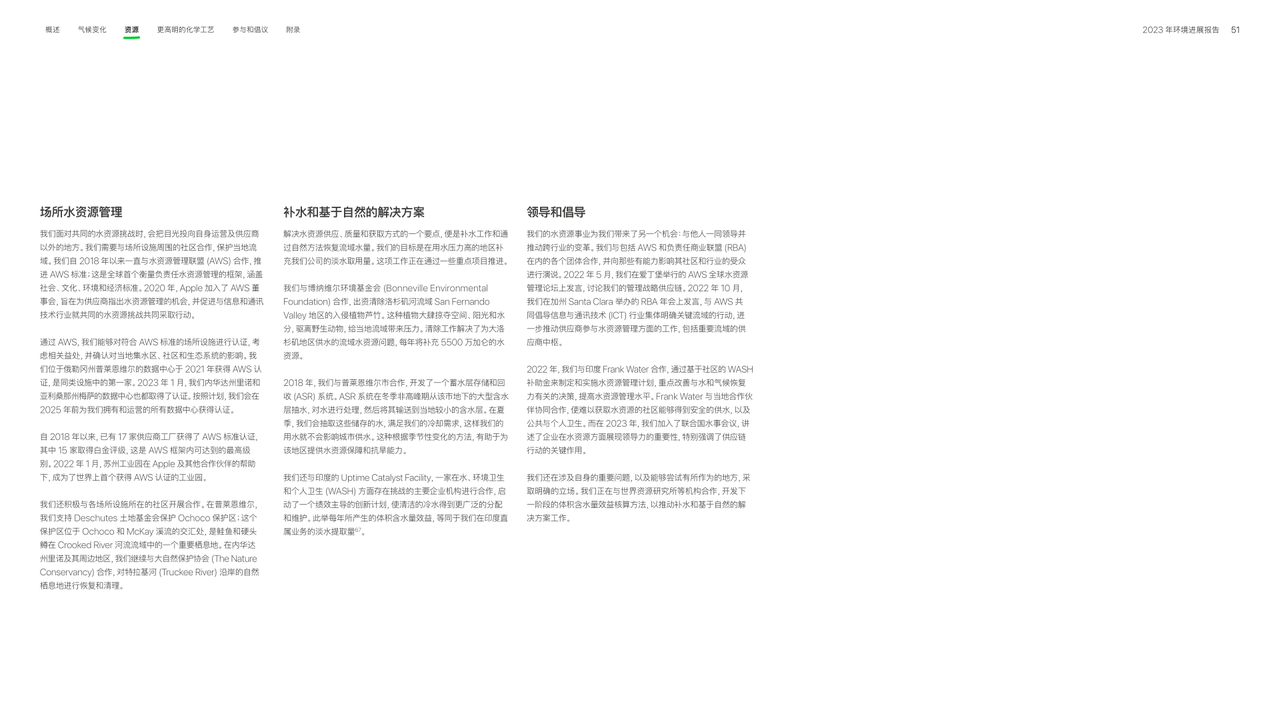 概述 气候变化 资源 更高明的化学工艺 参与和倡议 附录
2023 年环境进展报告 51
场所水资源管理
我们面对共同的水资源挑战时, 会把目光投向自身运营及供应商
以外的地方。我们需要与场所设施周围的社区合作, 保护当地流
域。我们自 2018 年以来一直与水资源管理联盟 (AWS) 合作, 推
进 AWS 标准: 这是全球首个衡量负责任水资源管理的框架, 涵盖
社会、文化、环境和经济标准。2020 年, Apple 加入了 AWS 董
事会, 旨在为供应商指出水资源管理的机会, 并促进与信息和通讯
技术行业就共同的水资源挑战共同采取行动。
通过 AWS, 我们能够对符合 AWS 标准的场所设施进行认证, 考
虑相关益处, 并确认对当地集水区、社区和生态系统的影响。我
们位于俄勒冈州普莱恩维尔的数据中心于 2021 年获得 AWS 认
证, 是同类设施中的第一家。2023 年 1 月, 我们内华达州里诺和
亚利桑那州梅萨的数据中心也都取得了认证。按照计划, 我们会在
2025 年前为我们拥有和运营的所有数据中心获得认证。
自 2018 年以来, 已有 17 家供应商工厂获得了 AWS 标准认证,
其中 15 家取得白金评级, 这是 AWS 框架内可达到的最高级
别。2022 年 1 月, 苏州工业园在 Apple 及其他合作伙伴的帮助
下, 成为了世界上首个获得 AWS 认证的工业园。
我们还积极与各场所设施所在的社区开展合作。在普莱恩维尔,
我们支持 Deschutes 土地基金会保护 Ochoco 保护区: 这个
保护区位于 Ochoco 和 McKay 溪流的交汇处, 是鲑鱼和硬头
鳟在 Crooked River 河流流域中的一个重要栖息地。在内华达
州里诺及其周边地区, 我们继续与大自然保护协会 (The Nature
Conservancy) 合作, 对特拉基河 (Truckee River) 沿岸的自然
栖息地进行恢复和清理。
补水和基于自然的解决方案
解决水资源供应、质量和获取方式的一个要点, 便是补水工作和通
过自然方法恢复流域水量。我们的目标是在用水压力高的地区补
充我们公司的淡水取用量。这项工作正在通过一些重点项目推进。
我们与博纳维尔环境基金会 (Bonneville Environmental
Foundation) 合作, 出资清除洛杉矶河流域 San Fernando
Valley 地区的入侵植物芦竹。这种植物大肆掠夺空间、阳光和水
分, 驱离野生动物, 给当地流域带来压力。清除工作解决了为大洛
杉矶地区供水的流域水资源问题, 每年将补充 5500 万加仑的水
资源。
2018 年, 我们与普莱恩维尔市合作, 开发了一个蓄水层存储和回
收 (ASR) 系统。ASR 系统在冬季非高峰期从该市地下的大型含水
层抽水, 对水进行处理, 然后将其输送到当地较小的含水层。在夏
季, 我们会抽取这些储存的水, 满足我们的冷却需求, 这样我们的
用水就不会影响城市供水。这种根据季节性变化的方法, 有助于为
该地区提供水资源保障和抗旱能力。
我们还与印度的 Uptime Catalyst Facility, 一家在水、环境卫生
和个人卫生 (WASH) 方面存在挑战的主要企业机构进行合作, 启
动了一个绩效主导的创新计划, 使清洁的冷水得到更广泛的分配
和维护。此举每年所产生的体积含水量效益, 等同于我们在印度直
属业务的淡水提取量⁶⁷。
领导和倡导
我们的水资源事业为我们带来了另一个机会: 与他人一同领导并
推动跨行业的变革。我们与包括 AWS 和负责任商业联盟 (RBA)
在内的各个团体合作, 并向那些有能力影响其社区和行业的受众
进行演说。2022 年 5 月, 我们在爱丁堡举行的 AWS 全球水资源
管理论坛上发言, 讨论我们的管理战略供应链。2022 年 10 月,
我们在加州 Santa Clara 举办的 RBA 年会上发言, 与 AWS 共
同倡导信息与通讯技术 (ICT) 行业集体明确关键流域的行动, 进
一步推动供应商参与水资源管理方面的工作, 包括重要流域的供
应商中枢。
2022 年, 我们与印度 Frank Water 合作, 通过基于社区的 WASH
补助金来制定和实施水资源管理计划, 重点改善与水和气候恢复
力有关的决策, 提高水资源管理水平。Frank Water 与当地合作伙
伴协同合作, 使难以获取水资源的社区能够得到安全的供水, 以及
公共与个人卫生。而在 2023 年, 我们加入了联合国水事会议, 讲
述了企业在水资源方面展现领导力的重要性, 特别强调了供应链
行动的关键作用。
我们还在涉及自身的重要问题, 以及能够尝试有所作为的地方, 采
取明确的立场。我们正在与世界资源研究所等机构合作, 开发下
一阶段的体积含水量效益核算方法, 以推动补水和基于自然的解
决方案工作。